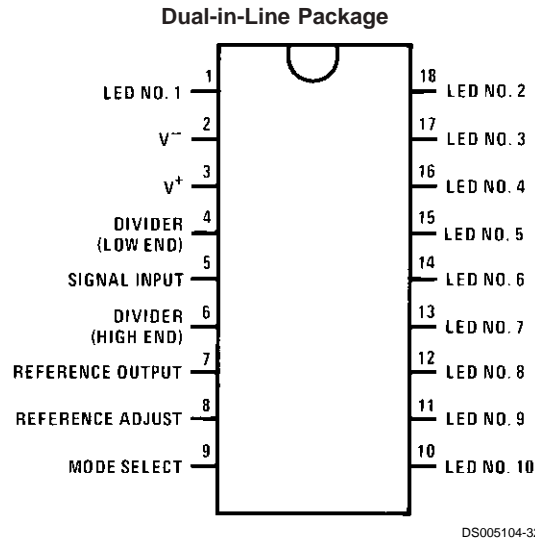 Dual-in-Line Package
1 18
LED NO. 1 LED NO. 2
2 17
V⁻ LED NO. 3
3 16
V⁺ LED NO. 4
4 15
DIVIDER
(LOW END) LED NO. 5
5 14
SIGNAL INPUT LED NO. 6
6 13
DIVIDER
(HIGH END) LED NO. 7
7 12
REFERENCE OUTPUT LED NO. 8
8 11
REFERENCE ADJUST LED NO. 9
9 10
MODE SELECT LED NO. 10
DS005104-32